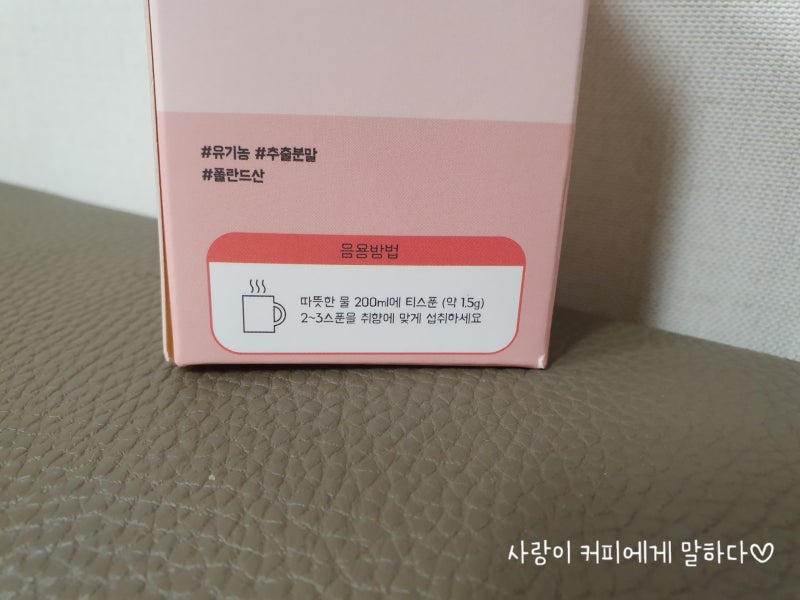 #유기농 #추출분말
#폴란드산
음용방법
따뜻한 물 200ml에 티스푼 (약 1.5g)
2~3스푼을 취향에 맞게 섭취하세요
사랑이 커피에게 말하다♡